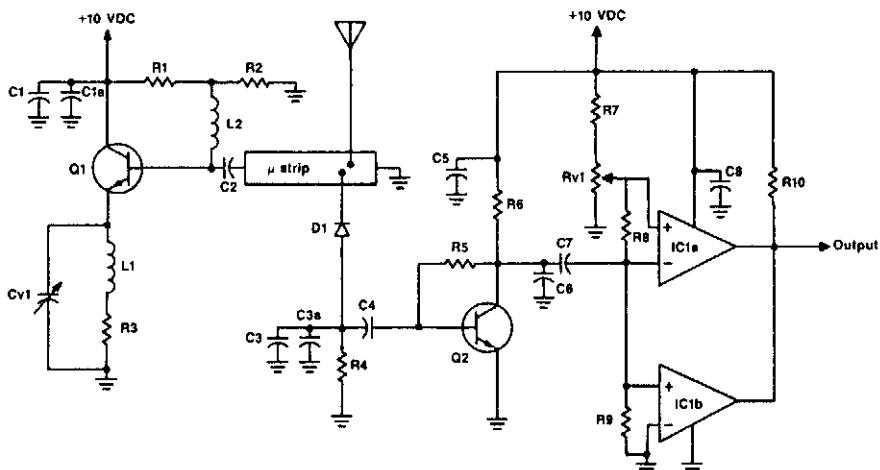 +10 VDC
+10 VDC
R1
R2
C1
C1a
L2
R7
Q1
μ strip
C5
Rv1
C8
C2
R6
R10
D1
R8
+
IC1a
Output
−
R5
C7
L1
C6
Cv1
C3a
C4
R3
C3
Q2
R4
+
IC1b
R9
−